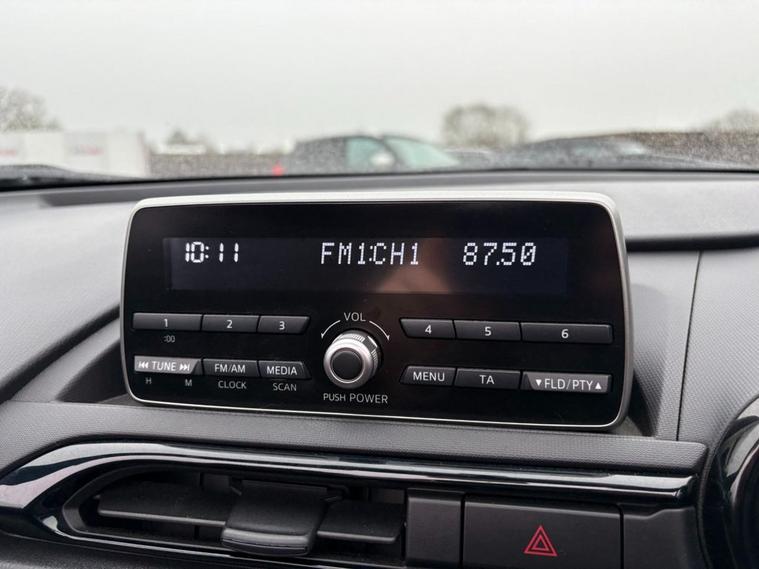 10:11 FM1:CH1 87.50
1 2 3 VOL 4 5 6
:00
⏮ TUNE ⏭ FM/AM MEDIA MENU TA ▼FLD/PTY▲
H M CLOCK SCAN PUSH POWER